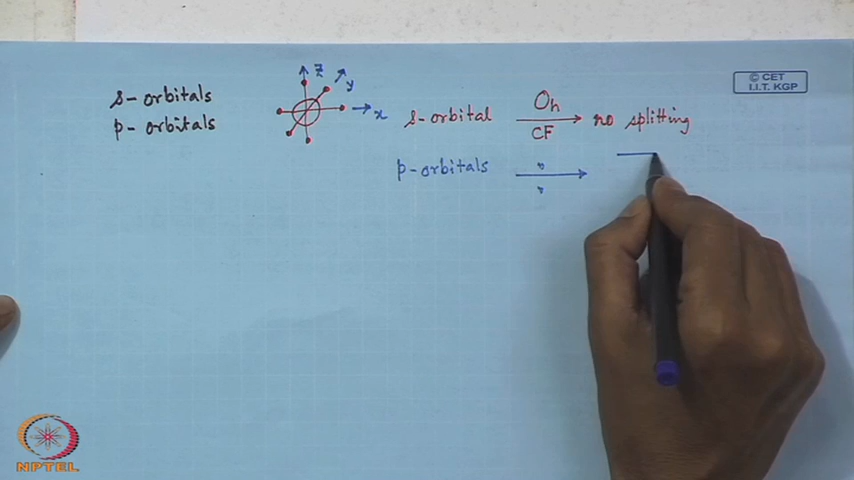 s-orbitals
p-orbitals
z
y
x
s-orbital Oh CF no splitting
p-orbitals " "
© CET
I.I.T. KGP
NPTEL